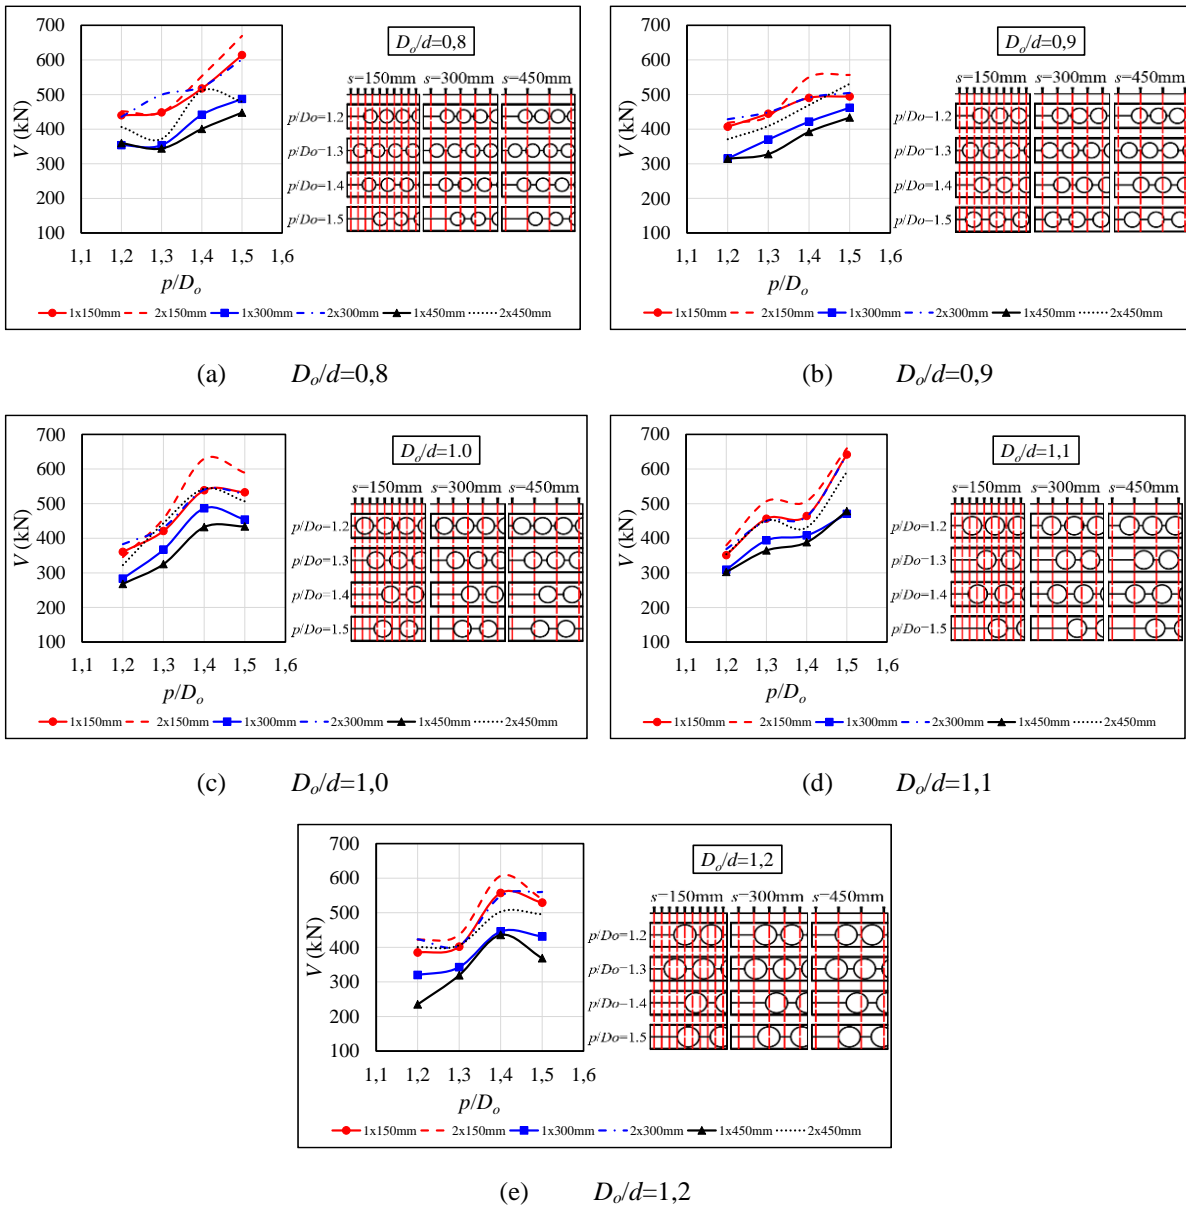 700
600
500
400
300
200
100
V (kN)
1,1 1,2 1,3 1,4 1,5 1,6
p/Do
Do/d=0,8
s=150mm s=300mm s=450mm
p/Do=1.2
p/Do=1.3
p/Do=1.4
p/Do=1.5
1x150mm 2x150mm 1x300mm 2x300mm 1x450mm 2x450mm
(a) Do/d=0,8
700
600
500
400
300
200
100
V (kN)
1,1 1,2 1,3 1,4 1,5 1,6
p/Do
Do/d=0,9
s=150mm s=300mm s=450mm
p/Do=1.2
p/Do=1.3
p/Do=1.4
p/Do=1.5
1x150mm 2x150mm 1x300mm 2x300mm 1x450mm 2x450mm
(b) Do/d=0,9
700
600
500
400
300
200
100
V (kN)
1,1 1,2 1,3 1,4 1,5 1,6
p/Do
Do/d=1.0
s=150mm s=300mm s=450mm
p/Do=1.2
p/Do=1.3
p/Do=1.4
p/Do=1.5
1x150mm 2x150mm 1x300mm 2x300mm 1x450mm 2x450mm
(c) Do/d=1,0
700
600
500
400
300
200
100
V (kN)
1,1 1,2 1,3 1,4 1,5 1,6
p/Do
Do/d=1,1
s=150mm s=300mm s=450mm
p/Do=1.2
p/Do=1.3
p/Do=1.4
p/Do=1.5
1x150mm 2x150mm 1x300mm 2x300mm 1x450mm 2x450mm
(d) Do/d=1,1
700
600
500
400
300
200
100
V (kN)
1,1 1,2 1,3 1,4 1,5 1,6
p/Do
Do/d=1,2
s=150mm s=300mm s=450mm
p/Do=1.2
p/Do=1.3
p/Do=1.4
p/Do=1.5
1x150mm 2x150mm 1x300mm 2x300mm 1x450mm 2x450mm
(e) Do/d=1,2